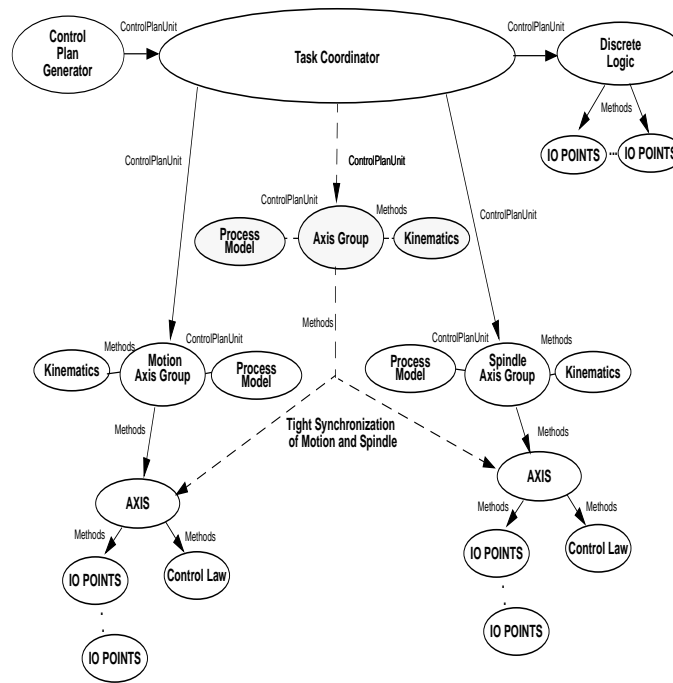 Control
Plan
Generator
ControlPlanUnit
Task Coordinator
ControlPlanUnit
Discrete
Logic
Methods
IO POINTS
...
IO POINTS
ControlPlanUnit
ControlPlanUnit
ControlPlanUnit
ControlPlanUnit
Methods
Process
Model
Axis Group
Kinematics
Methods
Methods
ControlPlanUnit
Kinematics
Motion
Axis Group
Process
Model
ControlPlanUnit
Methods
Process
Model
Spindle
Axis Group
Kinematics
Methods
Tight Synchronization
of Motion and Spindle
Methods
AXIS
AXIS
Methods
Methods
Methods
Methods
IO POINTS
Control Law
IO POINTS
Control Law
IO POINTS
IO POINTS